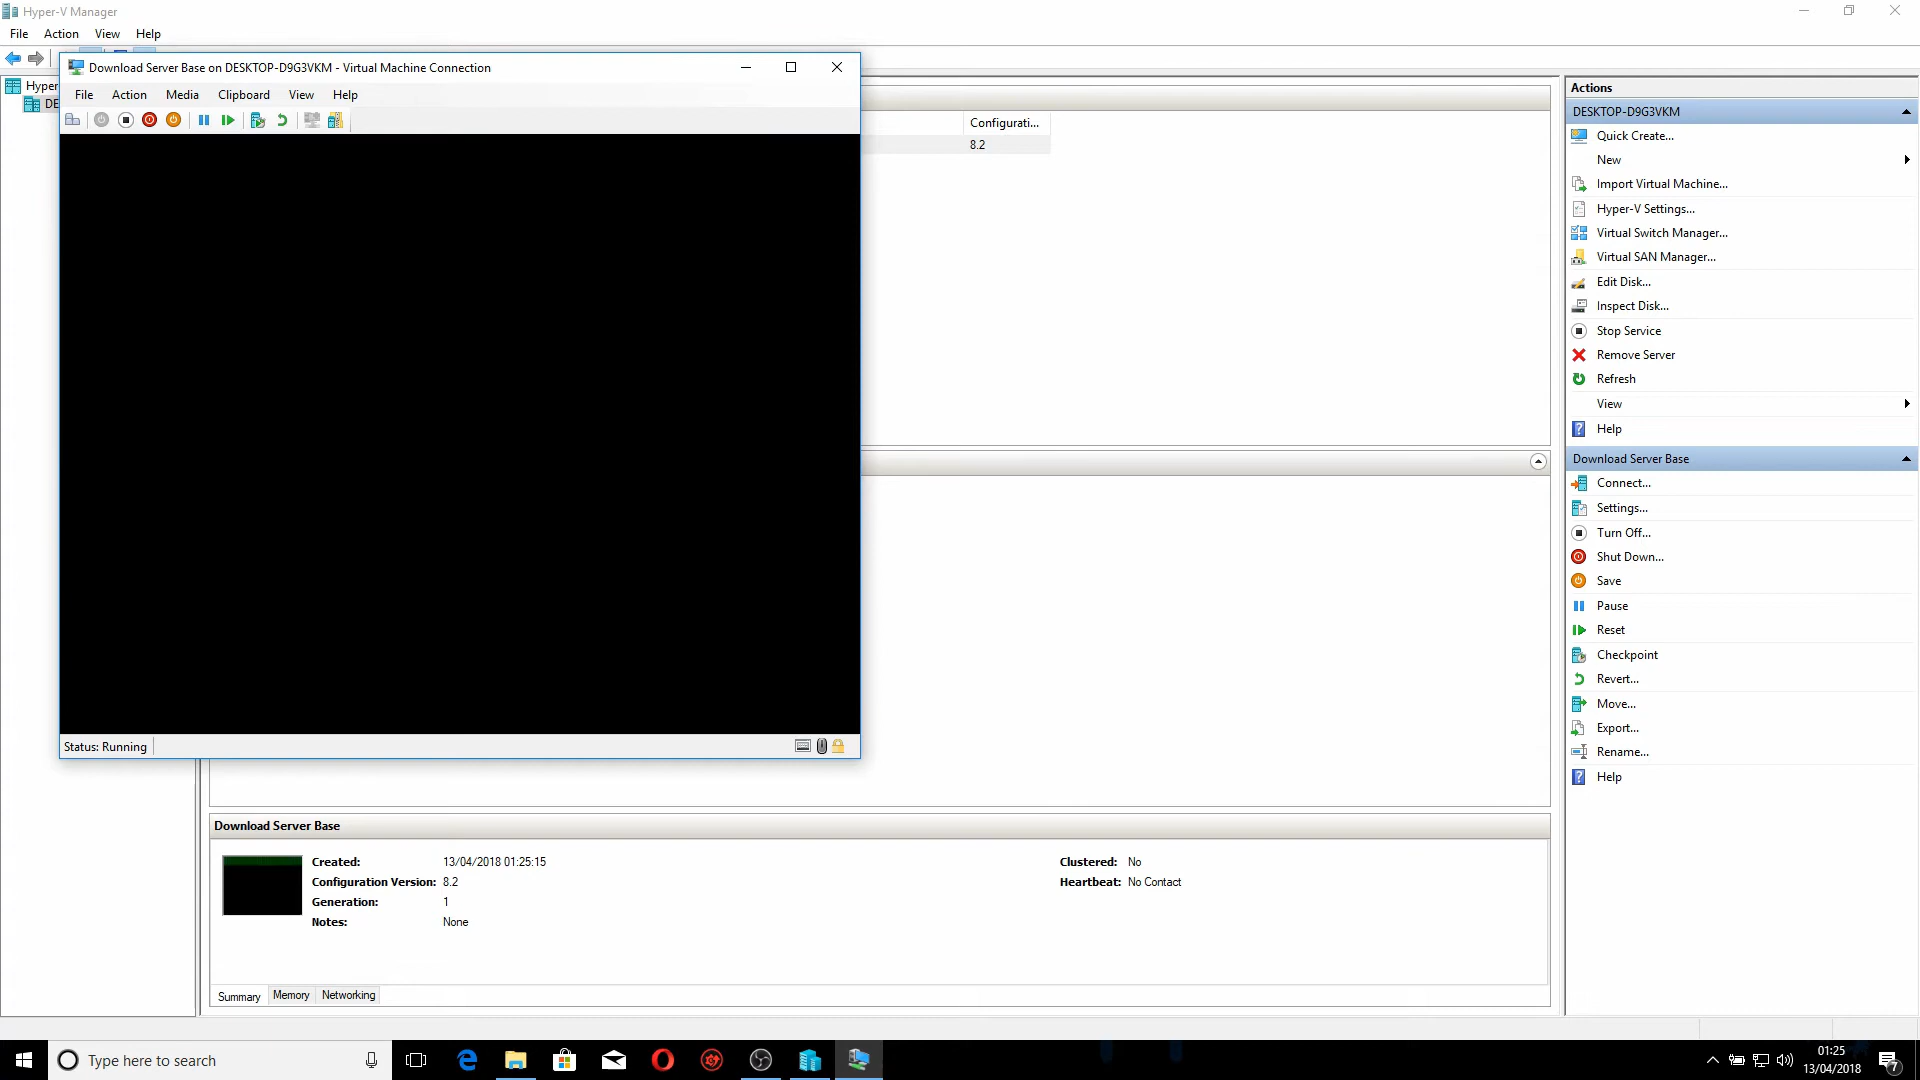 Hyper-V Manager
File Action View Help
Download Server Base on DESKTOP-D9G3VKM - Virtual Machine Connection
File Action Media Clipboard View Help
Status: Running
Hyper
DE
Configurati...
8.2
Download Server Base
Created: 13/04/2018 01:25:15
Configuration Version: 8.2
Generation: 1
Notes: None
Clustered: No
Heartbeat: No Contact
Summary Memory Networking
Actions
DESKTOP-D9G3VKM
Quick Create...
New
Import Virtual Machine...
Hyper-V Settings...
Virtual Switch Manager...
Virtual SAN Manager...
Edit Disk...
Inspect Disk...
Stop Service
Remove Server
Refresh
View
Help
Download Server Base
Connect...
Settings...
Turn Off...
Shut Down...
Save
Pause
Reset
Checkpoint
Revert...
Move...
Export...
Rename...
Help
Type here to search
01:25
13/04/2018
7